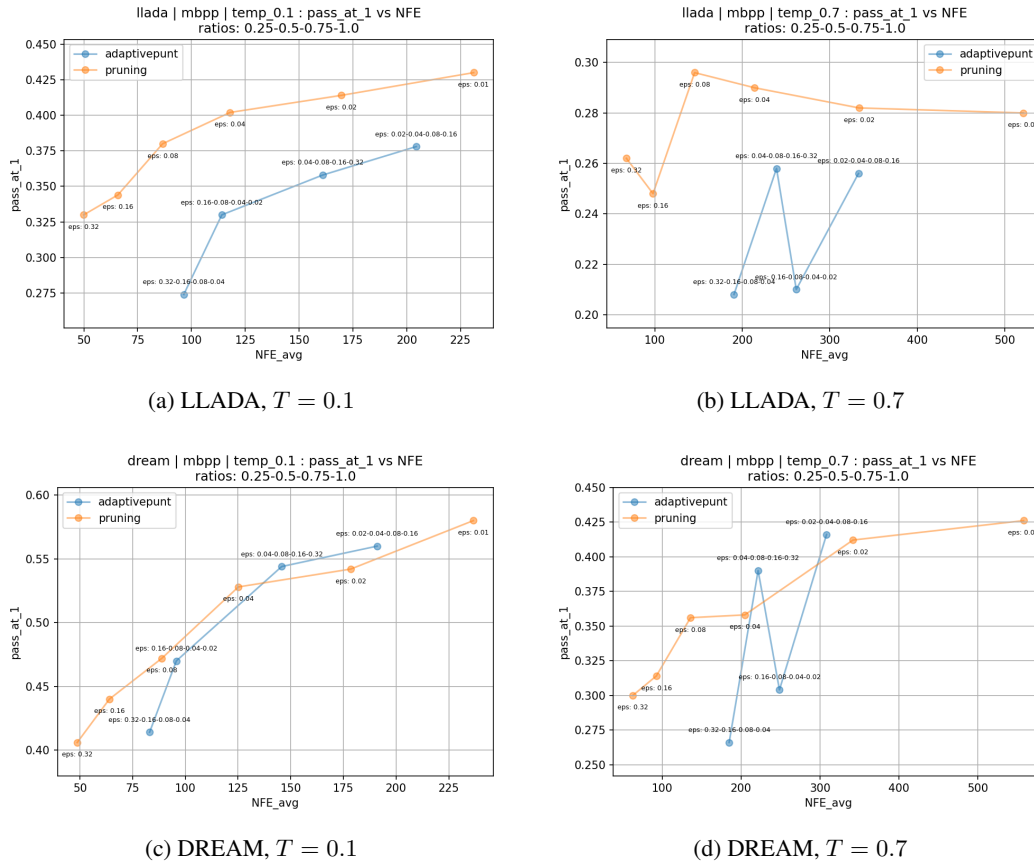 llada | mbpp | temp_0.1 : pass_at_1 vs NFE
ratios: 0.25-0.5-0.75-1.0
adaptivepunt
pruning
0.450
0.425
0.400
0.375
0.350
0.325
0.300
0.275
pass_at_1
eps: 0.01
eps: 0.02
eps: 0.04
eps: 0.08
eps: 0.16
eps: 0.32
eps: 0.02-0.04-0.08-0.16
eps: 0.04-0.08-0.16-0.32
eps: 0.16-0.08-0.04-0.02
eps: 0.32-0.16-0.08-0.04
50 75 100 125 150 175 200 225
NFE_avg
(a) LLADA, T = 0.1
llada | mbpp | temp_0.7 : pass_at_1 vs NFE
ratios: 0.25-0.5-0.75-1.0
adaptivepunt
pruning
0.30
0.28
0.26
0.24
0.22
0.20
pass_at_1
eps: 0.08
eps: 0.04
eps: 0.02
eps: 0.0
eps: 0.32
eps: 0.16
eps: 0.04-0.08-0.16-0.32
eps: 0.02-0.04-0.08-0.16
eps: 0.32-0.16-0.08-0.04
eps: 0.16-0.08-0.04-0.02
100 200 300 400 500
NFE_avg
(b) LLADA, T = 0.7
dream | mbpp | temp_0.1 : pass_at_1 vs NFE
ratios: 0.25-0.5-0.75-1.0
adaptivepunt
pruning
0.60
0.55
0.50
0.45
0.40
pass_at_1
eps: 0.02-0.04-0.08-0.16
eps: 0.01
eps: 0.04-0.08-0.16-0.32
eps: 0.02
eps: 0.04
eps: 0.16-0.08-0.04-0.02
eps: 0.08
eps: 0.16
eps: 0.32-0.16-0.08-0.04
eps: 0.32
50 75 100 125 150 175 200 225
NFE_avg
(c) DREAM, T = 0.1
dream | mbpp | temp_0.7 : pass_at_1 vs NFE
ratios: 0.25-0.5-0.75-1.0
adaptivepunt
pruning
0.450
0.425
0.400
0.375
0.350
0.325
0.300
0.275
0.250
pass_at_1
eps: 0.02-0.04-0.08-0.16
eps: 0.0
eps: 0.02
eps: 0.04-0.08-0.16-0.32
eps: 0.08
eps: 0.04
eps: 0.16
eps: 0.16-0.08-0.04-0.02
eps: 0.32
eps: 0.32-0.16-0.08-0.04
100 200 300 400 500
NFE_avg
(d) DREAM, T = 0.7